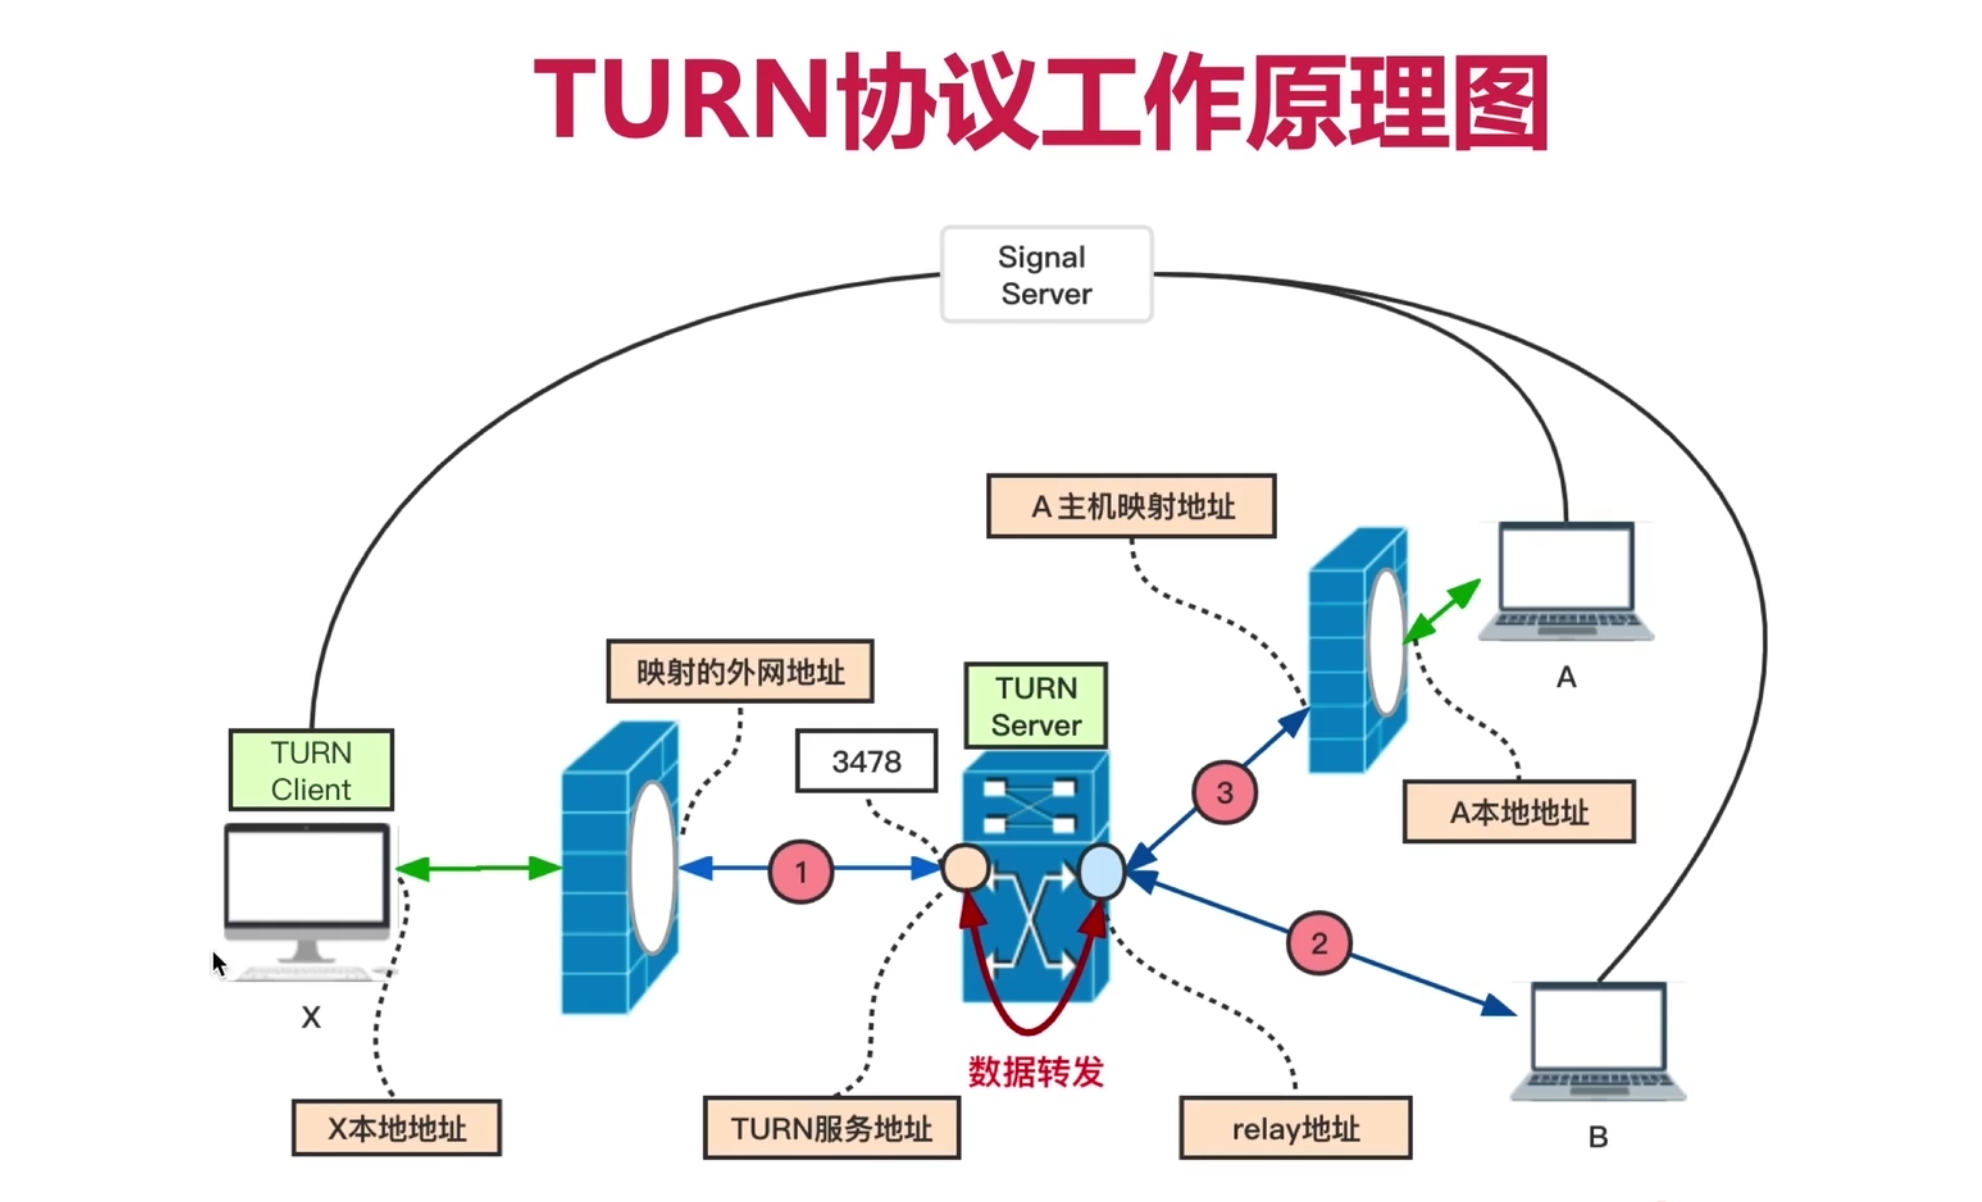 TURN协议工作原理图
Signal
Server
A主机映射地址
映射的外网地址
TURN
Server
A
3478
TURN
Client
3
A本地地址
1
2
X
数据转发
X本地地址
TURN服务地址
relay地址
B